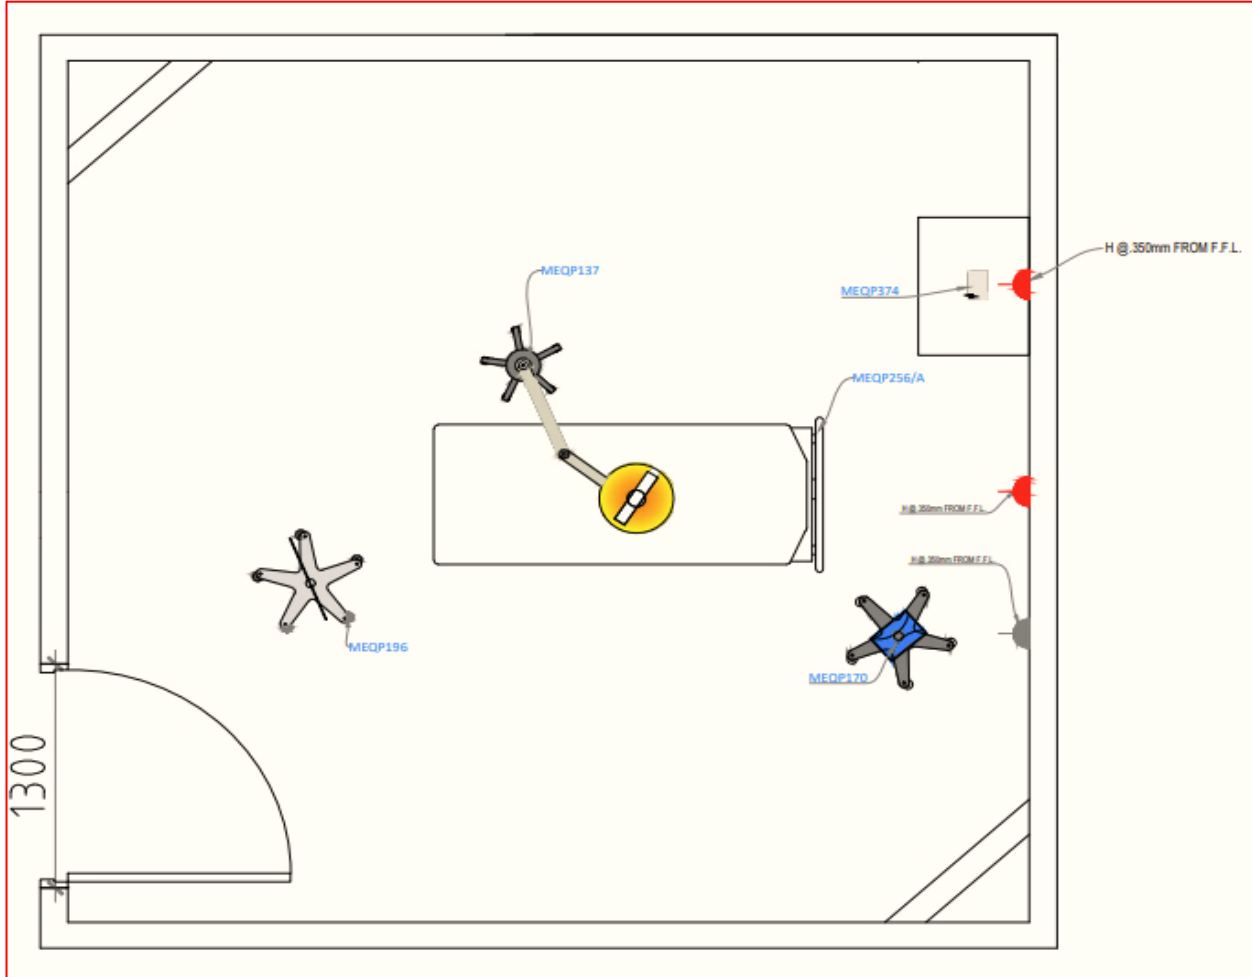 H @.350mm FROM F.F.L.
MEQP137
MEQP374
MEQP256/A
H @ 350mm FROM F.F.L.
H @ 350mm FROM F.F.L.
MEQP196
MEQP170
1300